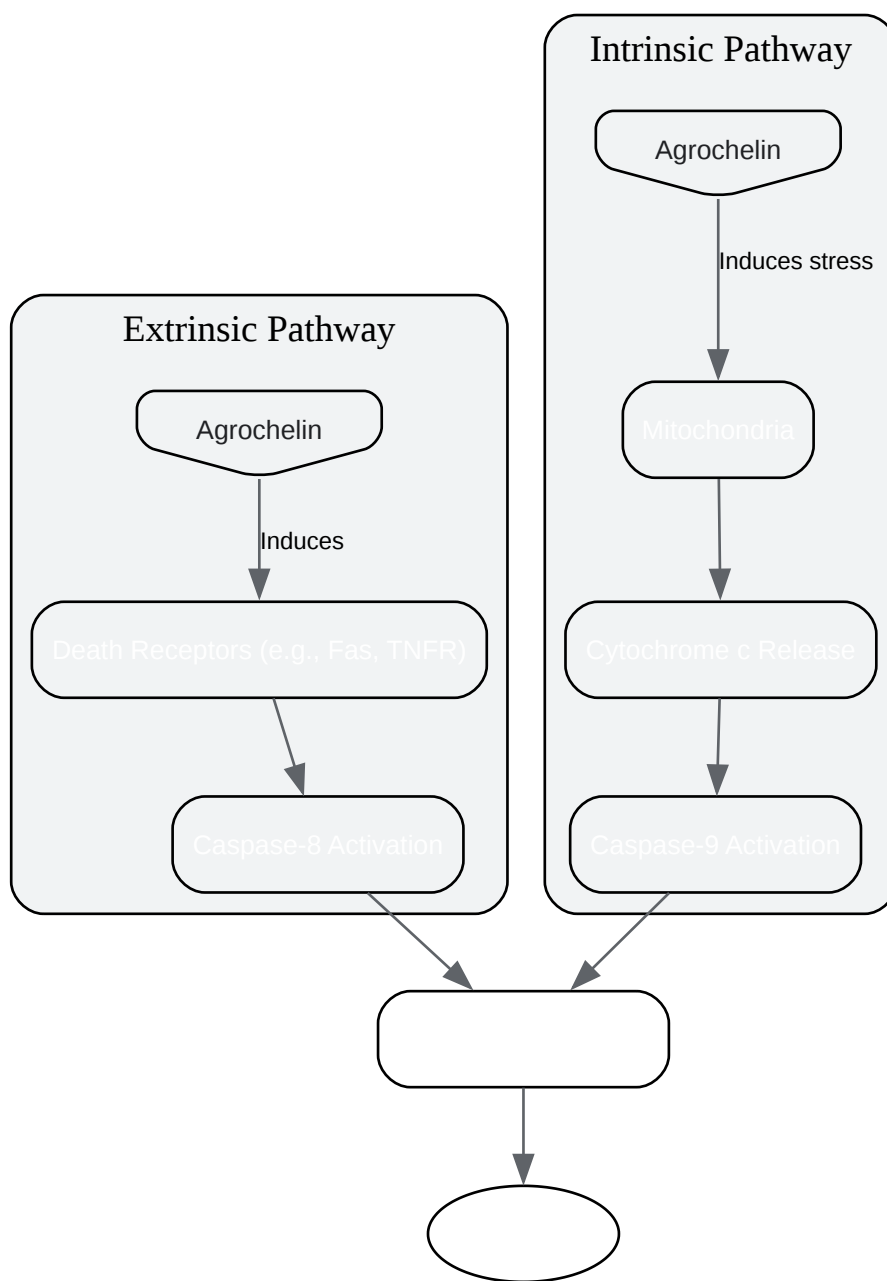 Intrinsic Pathway
Agrochelin
Induces stress
Mitochondria
Cytochrome c Release
Caspase-9 Activation
Extrinsic Pathway
Agrochelin
Induces
Death Receptors (e.g., Fas, TNFR)
Caspase-8 Activation